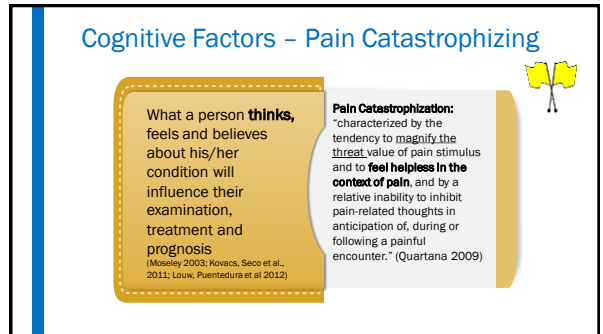 Cognitive Factors – Pain Catastrophizing
What a person thinks,
feels and believes
about his/her
condition will
influence their
examination,
treatment and
prognosis
(Moseley 2003; Kovacs, Seco et al.,
2011; Louw, Puentedura et al 2012)
Pain Catastrophization:
“characterized by the
tendency to magnify the
threat value of pain stimulus
and to feel helpless in the
context of pain, and by a
relative inability to inhibit
pain-related thoughts in
anticipation of, during or
following a painful
encounter.” (Quartana 2009)